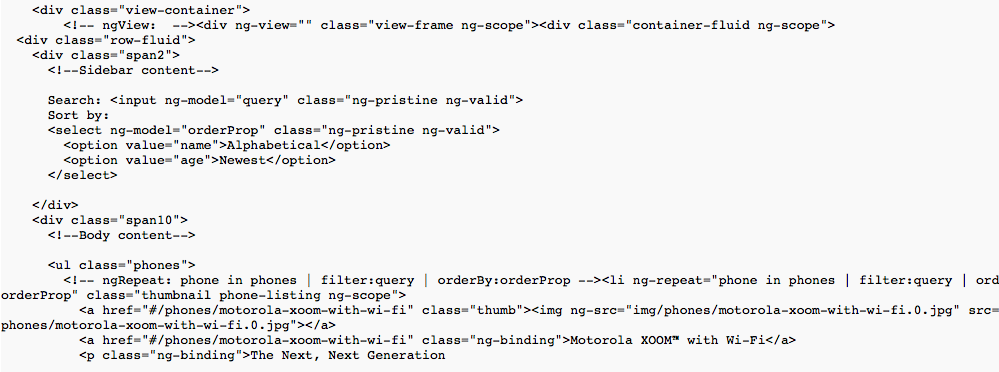 <div class="view-container">
<!-- ngView:  --><div ng-view="" class="view-frame ng-scope"><div class="container-fluid ng-scope">
<div class="row-fluid">
<div class="span2">
<!--Sidebar content-->
Search: <input ng-model="query" class="ng-pristine ng-valid">
Sort by:
<select ng-model="orderProp" class="ng-pristine ng-valid">
<option value="name">Alphabetical</option>
<option value="age">Newest</option>
</select>
</div>
<div class="span10">
<!--Body content-->
<ul class="phones">
<!-- ngRepeat: phone in phones | filter:query | orderBy:orderProp --><li ng-repeat="phone in phones | filter:query | ord
orderProp" class="thumbnail phone-listing ng-scope">
<a href="#/phones/motorola-xoom-with-wi-fi" class="thumb"><img ng-src="img/phones/motorola-xoom-with-wi-fi.0.jpg" src=
phones/motorola-xoom-with-wi-fi.0.jpg"></a>
<a href="#/phones/motorola-xoom-with-wi-fi" class="ng-binding">Motorola XOOM™ with Wi-Fi</a>
<p class="ng-binding">The Next, Next Generation